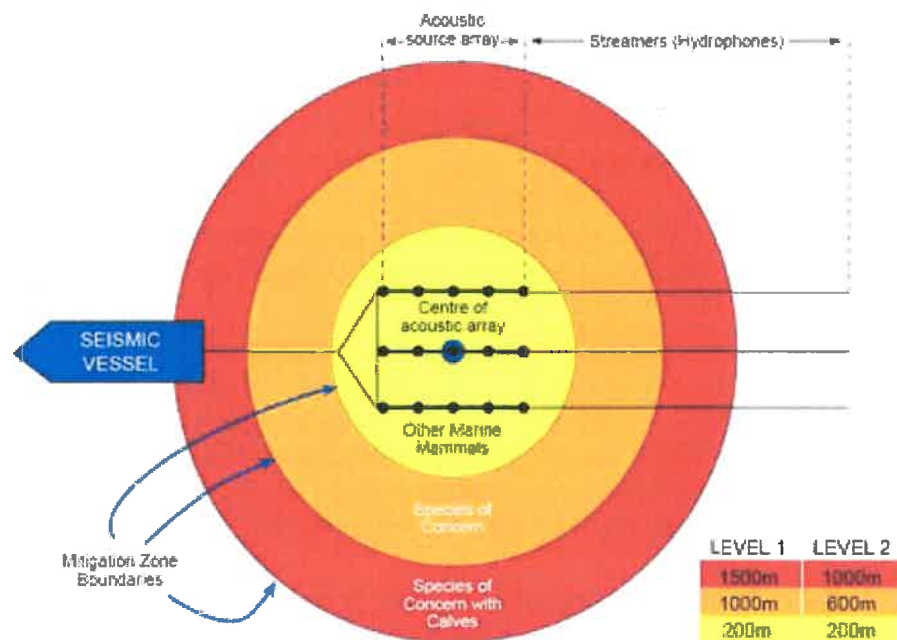 Acoustic
source array
Streamers (Hydrophones)
SEISMIC
VESSEL
Centre of
acoustic array
Other Marine
Mammals
Species of
Concern
Mitigation Zone
Boundaries
Species of
Concern with
Calves
LEVEL 1 LEVEL 2
1500m 1000m
1000m 600m
200m 200m